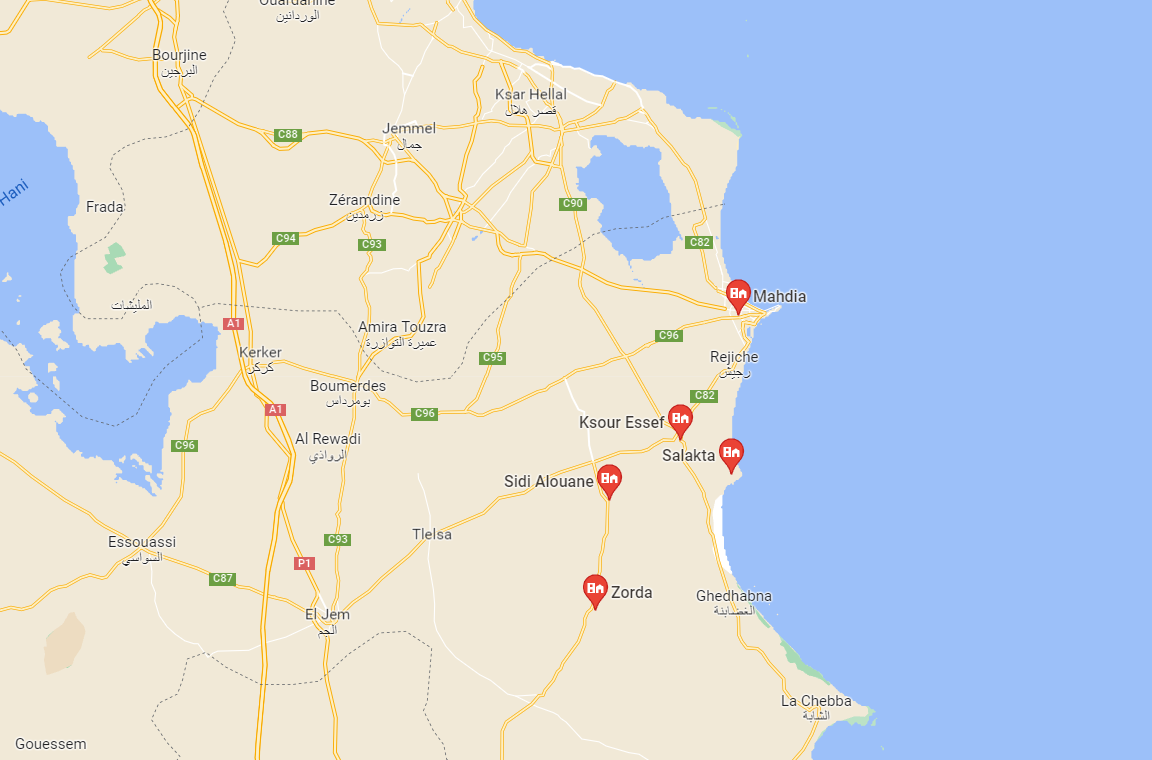 Ouardanine
الوردانين
Bourjine
البرجين
Ksar Hellal
قصر هلال
Jemmel
جمال
C88
Hani
Zéramdine
زرمدين
Frada
C90
C94
C93
C82
المليشات
Mahdia
A1
Amira Touzra
عميرة التوازرة
C96
Kerker
كركر
C95
Rejiche
رجيش
Boumerdes
بومرداس
C82
A1
C96
Ksour Essef
Al Rewadi
الرواذي
C96
Salakta
Sidi Alouane
Tlelsa
C93
Essouassi
السواسي
P1
C87
Zorda
Ghedhabna
الغضابنة
El Jem
الجم
La Chebba
الشابة
Gouessem